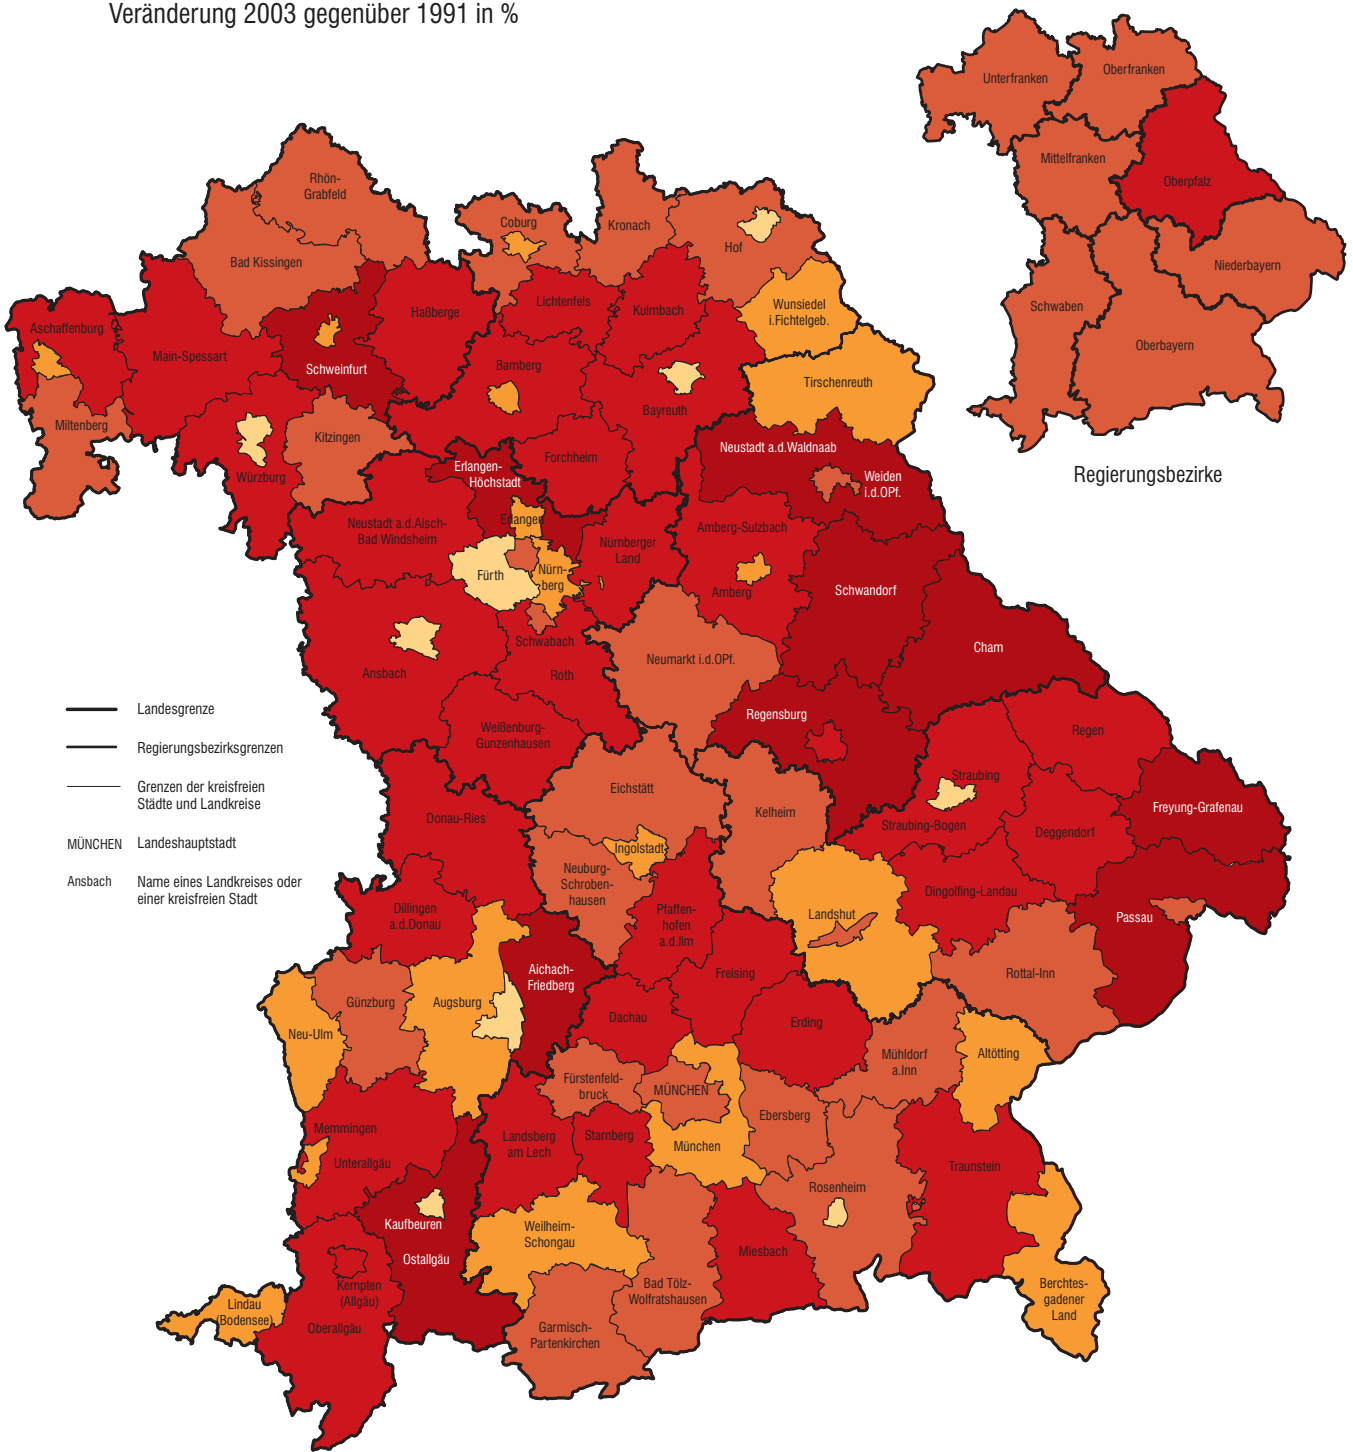 Veränderung 2003 gegenüber 1991 in %
Unterfranken
Oberfranken
Mittelfranken
Oberpfalz
Niederbayern
Schwaben
Oberbayern
Regierungsbezirke
Rhön-
Grabfeld
Bad Kissingen
Coburg
Kronach
Hof
Aschaffenburg
Main-Spessart
Schweinfurt
Haßberge
Lichtenfels
Kulmbach
Wunsiedel
i.Fichtelgeb.
Bamberg
Bayreuth
Tirschenreuth
Miltenberg
Würzburg
Kitzingen
Erlangen-
Höchstadt
Forchheim
Neustadt a.d.Waldnaab
Weiden
i.d.OPf.
Neustadt a.d.Aisch-
Bad Windsheim
Erlangen
Fürth
Nürn-
berg
Nürnberger
Land
Amberg-Sulzbach
Amberg
Schwandorf
Cham
Ansbach
Schwabach
Roth
Neumarkt i.d.OPf.
Weißenburg-
Gunzenhausen
Regensburg
Regen
Landesgrenze
Regierungsbezirksgrenzen
Grenzen der kreisfreien
Städte und Landkreise
MÜNCHEN Landeshauptstadt
Ansbach Name eines Landkreises oder
einer kreisfreien Stadt
Donau-Ries
Eichstätt
Ingolstadt
Kelheim
Straubing
Straubing-Bogen
Deggendorf
Freyung-Grafenau
Neuburg-
Schroben-
hausen
Dillingen
a.d.Donau
Pfaffen-
hofen
a.d.Ilm
Landshut
Dingolfing-Landau
Passau
Rottal-Inn
Aichach-
Friedberg
Freising
Neu-Ulm
Günzburg
Augsburg
Dachau
Erding
Mühldorf
a.Inn
Altötting
Fürstenfeld-
bruck
MÜNCHEN
Ebersberg
Memmingen
Unterallgäu
Landsberg
am Lech
Starnberg
München
Rosenheim
Traunstein
Kaufbeuren
Ostallgäu
Weilheim-
Schongau
Miesbach
Bad Tölz-
Wolfratshausen
Berchtes-
gadener
Land
Lindau
(Bodensee)
Kempten
(Allgäu)
Oberallgäu
Garmisch-
Partenkirchen